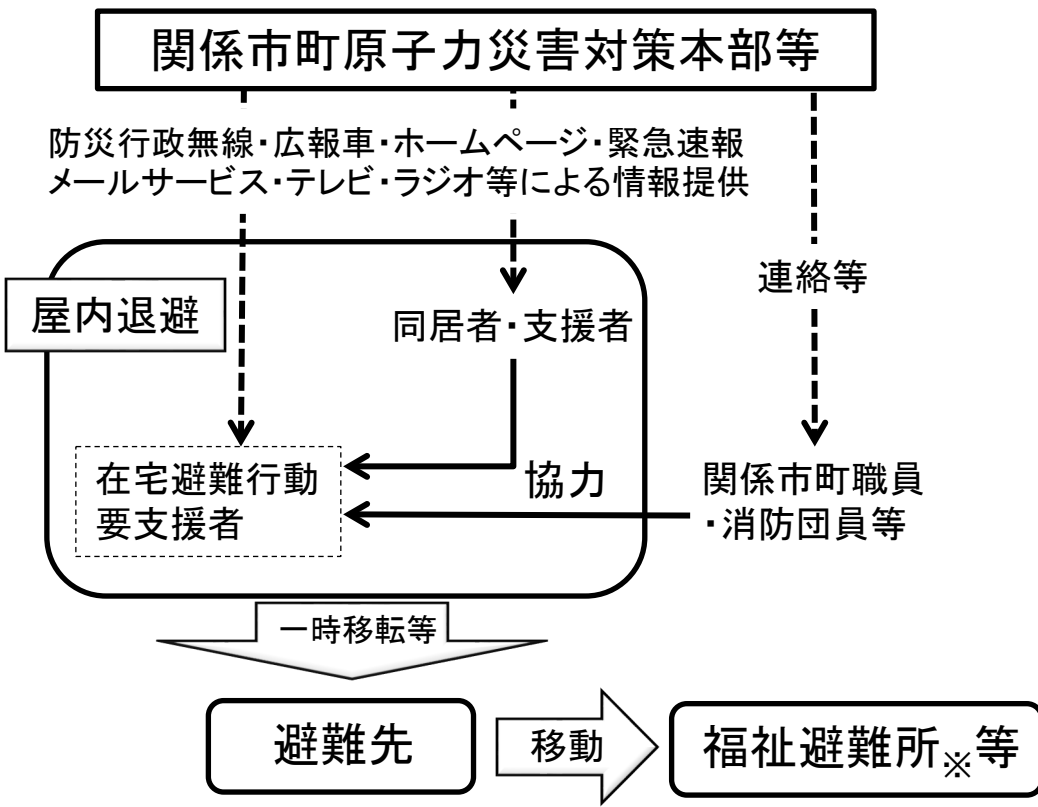 関係市町原子力災害対策本部等
防災行政無線・広報車・ホームページ・緊急速報
メールサービス・テレビ・ラジオ等による情報提供
連絡等
屋内退避
同居者・支援者
在宅避難行動
要支援者
協力
関係市町職員
・消防団員等
一時移転等
避難先
移動
福祉避難所※等